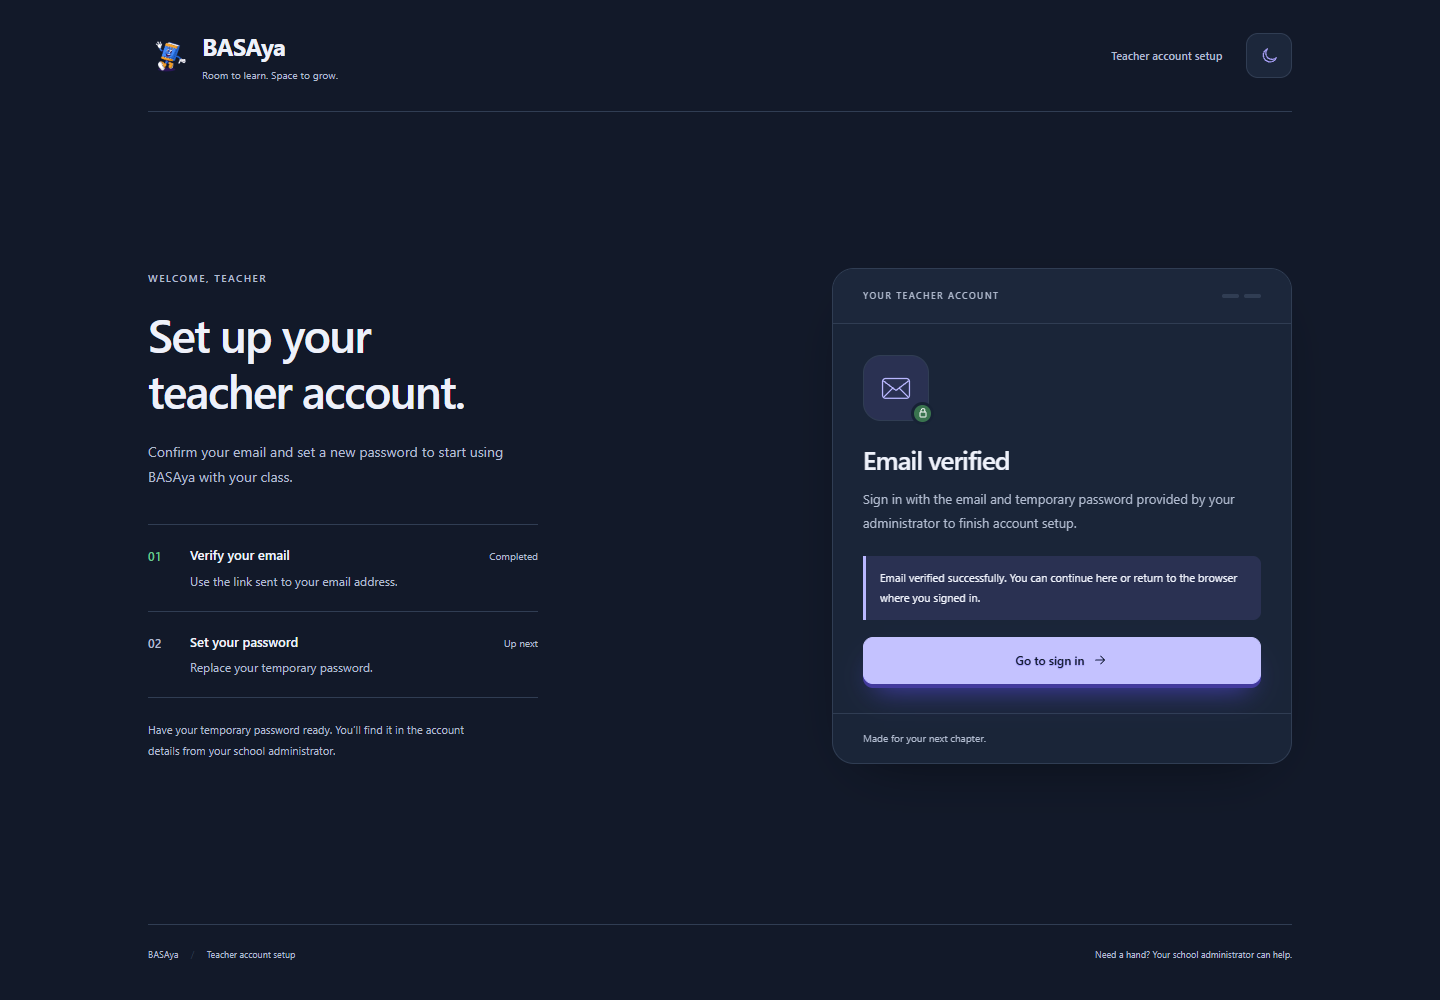 BASAya
Room to learn. Space to grow.
Teacher account setup
WELCOME, TEACHER
Set up your
teacher account.
Confirm your email and set a new password to start using
BASAya with your class.
01 Verify your email Completed
Use the link sent to your email address.
02 Set your password Up next
Replace your temporary password.
Have your temporary password ready. You'll find it in the account
details from your school administrator.
YOUR TEACHER ACCOUNT
Email verified
Sign in with the email and temporary password provided by your
administrator to finish account setup.
Email verified successfully. You can continue here or return to the browser
where you signed in.
Go to sign in →
Made for your next chapter.
BASAya / Teacher account setup
Need a hand? Your school administrator can help.